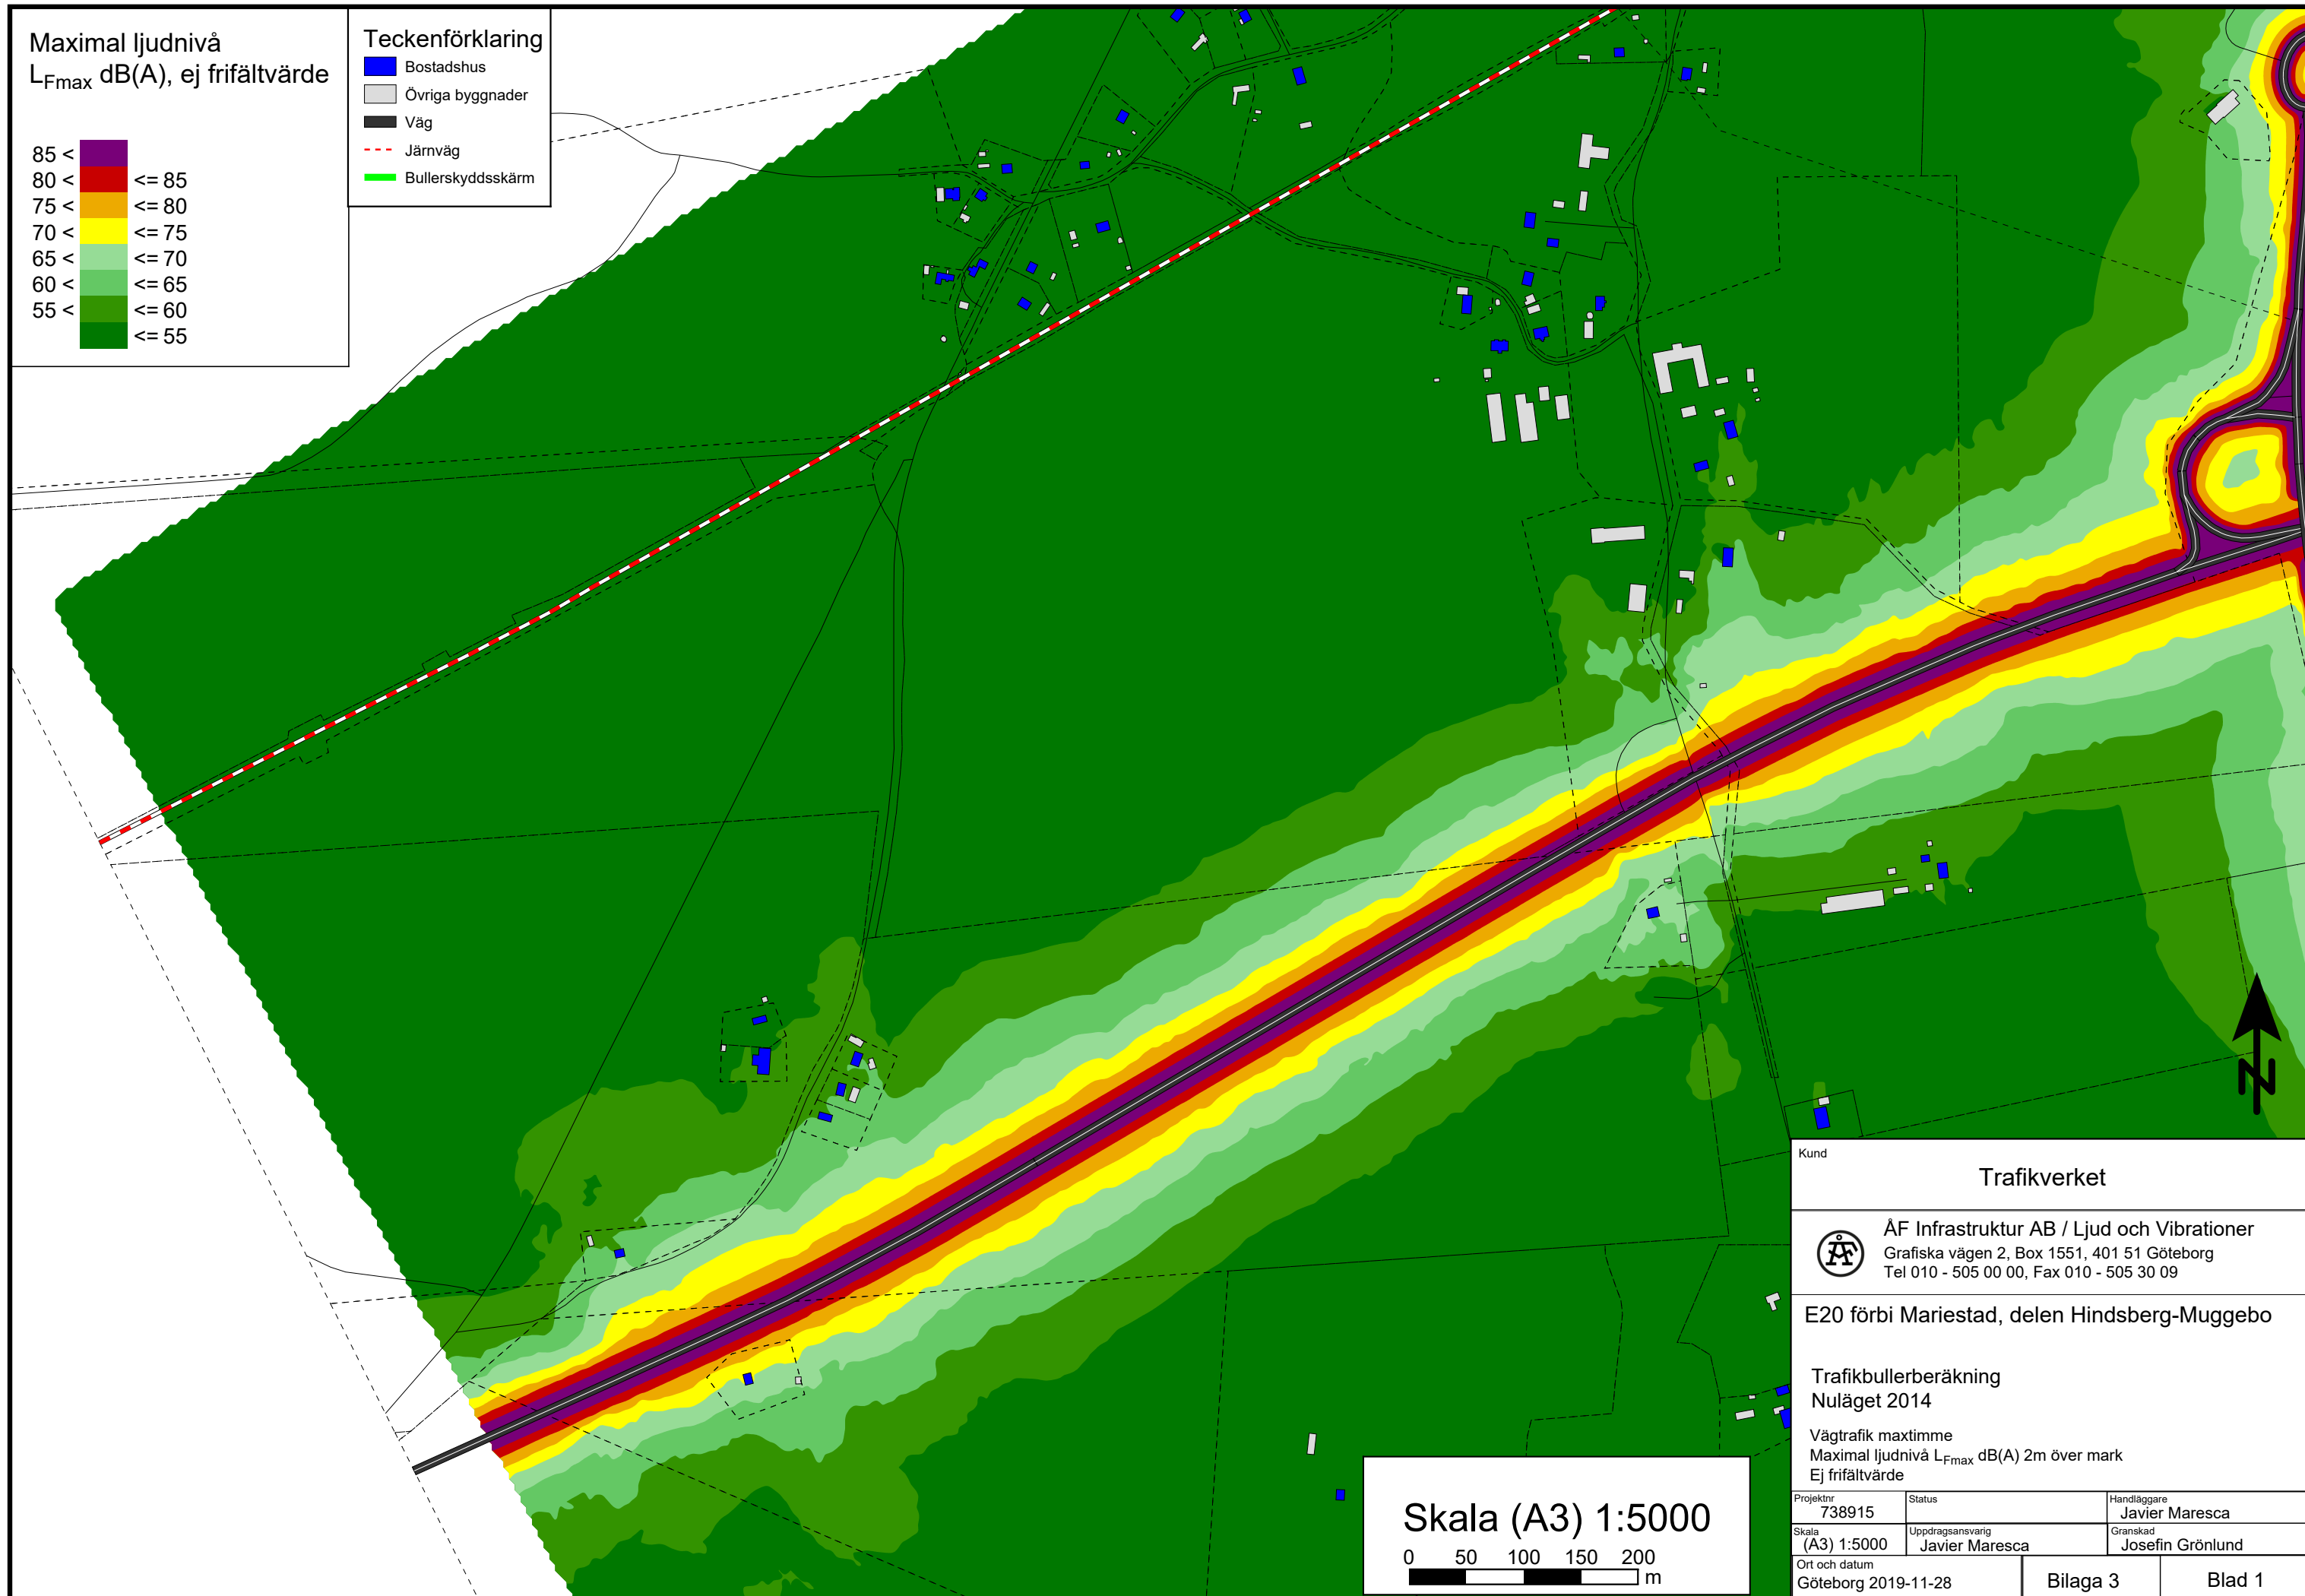 Maximal ljudnivå
LFmax dB(A), ej frifältvärde
85 <
80 < <= 85
75 < <= 80
70 < <= 75
65 < <= 70
60 < <= 65
55 < <= 60
<= 55
Teckenförklaring
Bostadshus
Övriga byggnader
Väg
Järnväg
Bullerskyddsskärm
N
Skala (A3) 1:5000
0 50 100 150 200
m
Kund
Trafikverket
ÅF
ÅF Infrastruktur AB / Ljud och Vibrationer
Grafiska vägen 2, Box 1551, 401 51 Göteborg
Tel 010 - 505 00 00, Fax 010 - 505 30 09
E20 förbi Mariestad, delen Hindsberg-Muggebo
Trafikbullerberäkning
Nuläget 2014
Vägtrafik maxtimme
Maximal ljudnivå LFmax dB(A) 2m över mark
Ej frifältvärde
Projektnr Status Handläggare
738915 Javier Maresca
Skala Uppdragsansvarig Granskad
(A3) 1:5000 Javier Maresca Josefin Grönlund
Ort och datum
Göteborg 2019-11-28 Bilaga 3 Blad 1